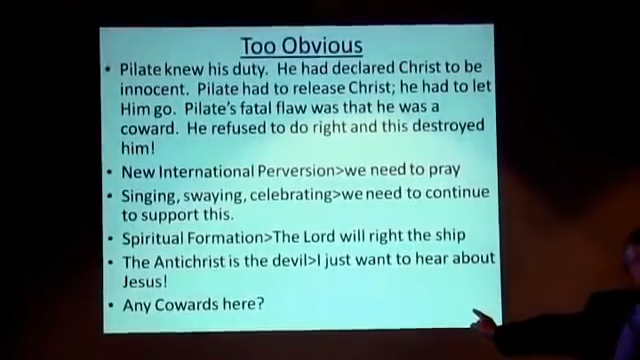 Too Obvious
• Pilate knew his duty. He had declared Christ to be
innocent. Pilate had to release Christ; he had to let
Him go. Pilate's fatal flaw was that he was a
coward. He refused to do right and this destroyed
him!
• New International Perversion>we need to pray
• Singing, swaying, celebrating>we need to continue
to support this.
• Spiritual Formation>The Lord will right the ship
• The Antichrist is the devil>I just want to hear about
Jesus!
• Any Cowards here?